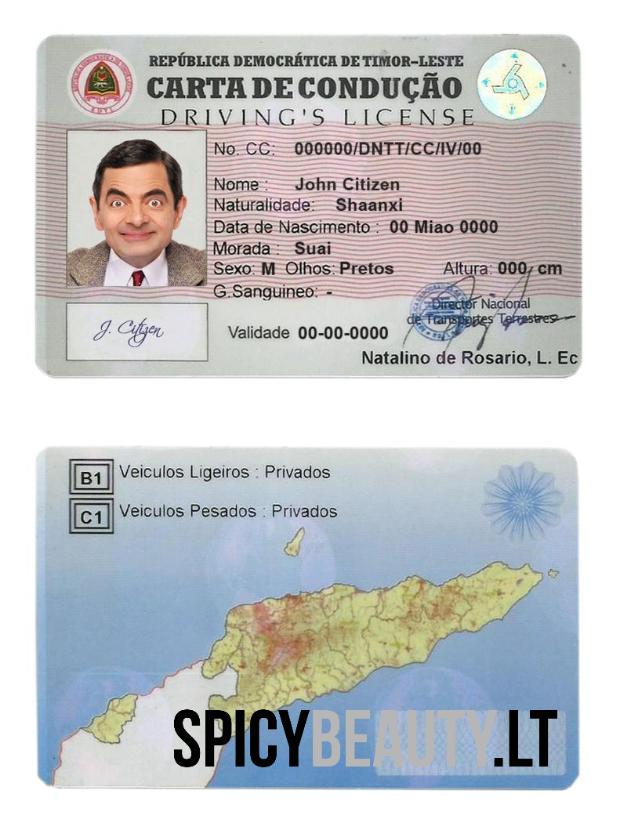 REPÚBLICA DEMOCRÁTICA DE TIMOR-LESTE
CARTA DE CONDUÇÃO
DRIVING'S LICENSE
No. CC: 000000/DNTT/CC/IV/00
Nome : John Citizen
Naturalidade: Shaanxi
Data de Nascimento : 00 Miao 0000
Morada : Suai
Sexo: M Olhos: Pretos Altura: 000, cm
G.Sanguineo: -
Director Nacional
de Transportes Terrestres
J. Citizen
Validade 00-00-0000
Natalino de Rosario, L. Ec
B1 Veiculos Ligeiros : Privados
C1 Veiculos Pesados : Privados
SPICYBEAUTY.LT